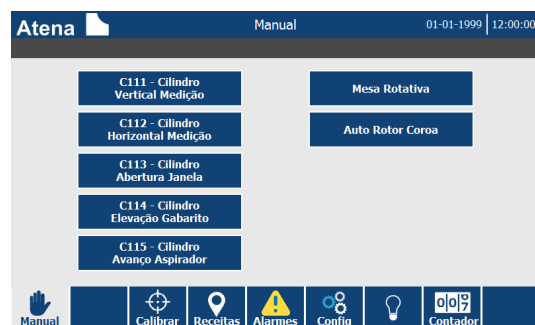 Atena
Manual
01-01-1999 12:00:00
C111 - Cilindro
Vertical Medição
Mesa Rotativa
C112 - Cilindro
Horizontal Medição
Auto Rotor Coroa
C113 - Cilindro
Abertura Janela
C114 - Cilindro
Elevação Gabarito
C115 - Cilindro
Avanço Aspirador
Manual
Calibrar
Receitas
Alarmes
Config
Contador